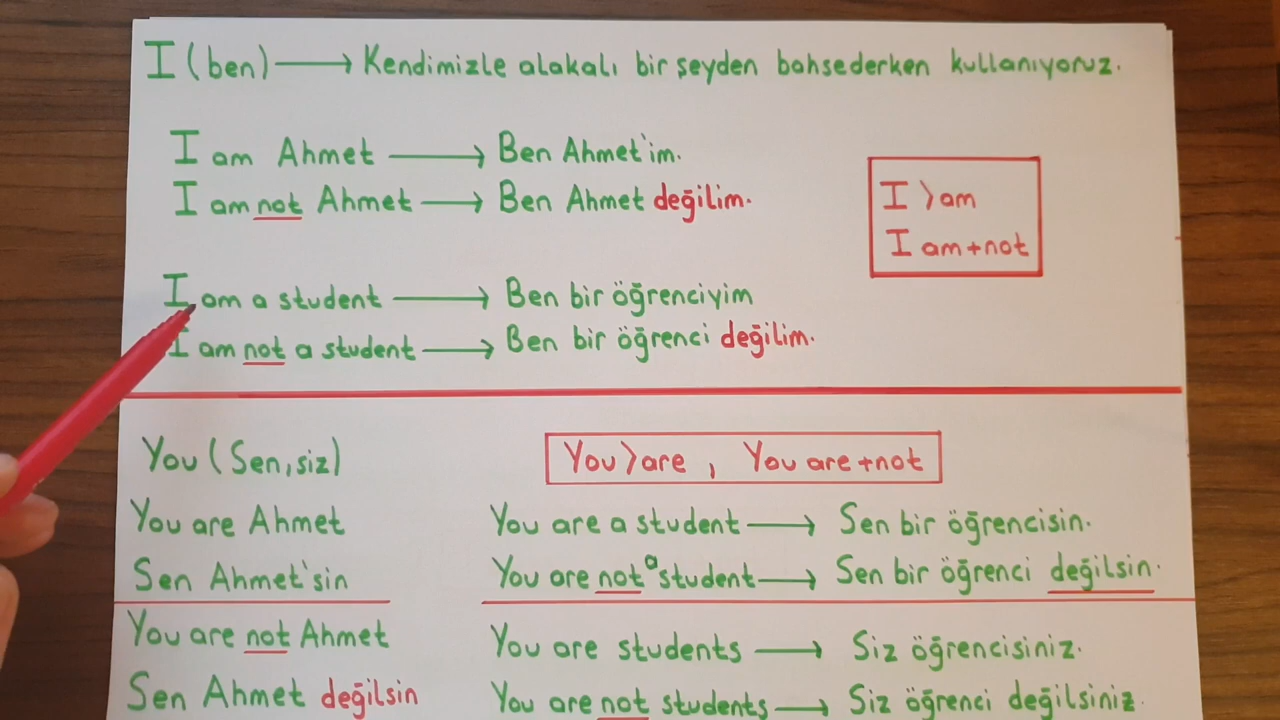 I (ben) → Kendimizle alakalı bir şeyden bahsederken kullanıyoruz.
I am Ahmet → Ben Ahmet'im.
I am not Ahmet → Ben Ahmet değilim.
I > am
I am + not
I am a student → Ben bir öğrenciyim
I am not a student → Ben bir öğrenci değilim.
You (Sen, siz)
You > are , You are + not
You are Ahmet
Sen Ahmet'sin
You are not Ahmet
Sen Ahmet değilsin
You are a student → Sen bir öğrencisin.
You are not a student → Sen bir öğrenci değilsin.
You are students → Siz öğrencisiniz.
You are not students → Siz öğrenci değilsiniz.